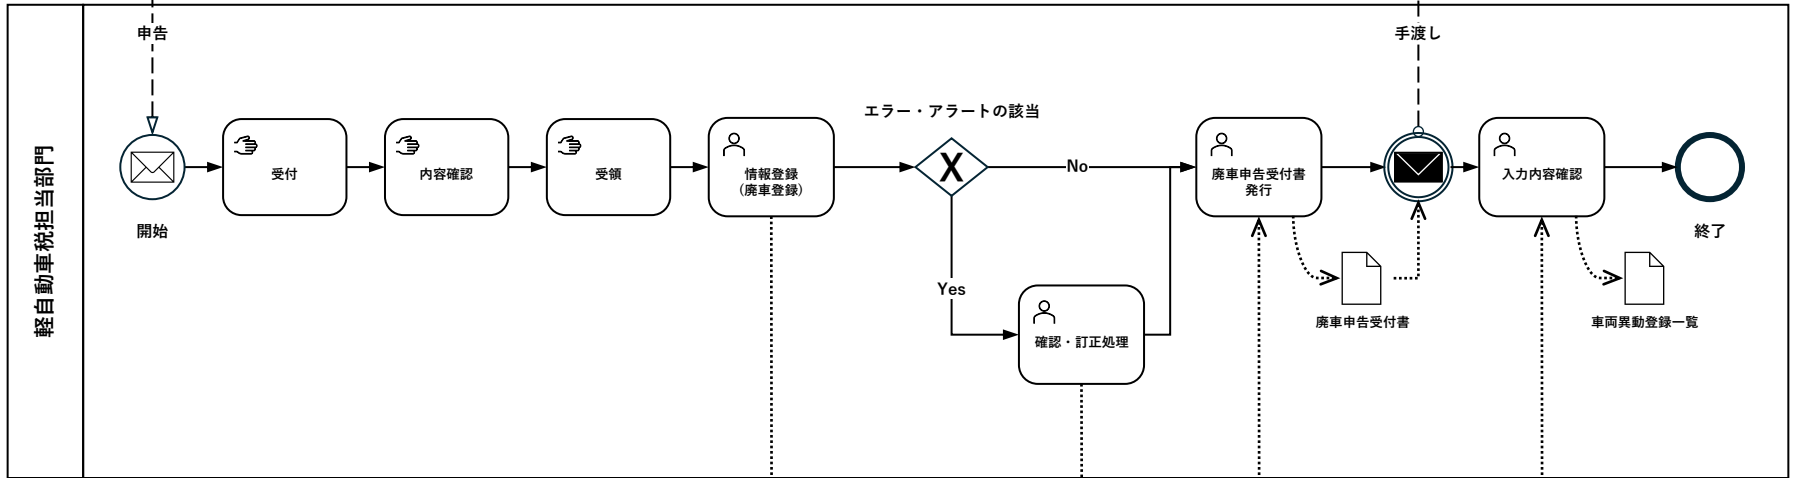 軽自動車税担当部門
申告
開始
受付
内容確認
受領
情報登録
(廃車登録)
エラー・アラートの該当
X
No
Yes
確認・訂正処理
廃車申告受付書
発行
廃車申告受付書
手渡し
入力内容確認
車両異動登録一覧
終了